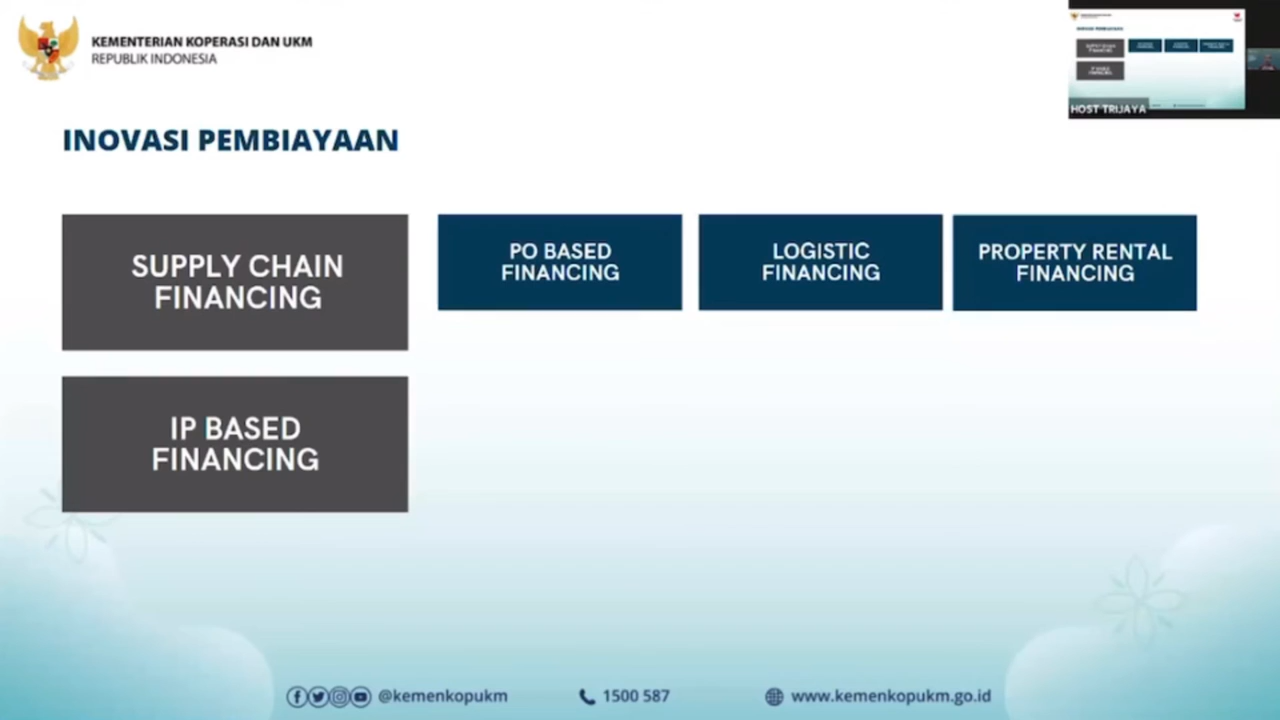 KEMENTERIAN KOPERASI DAN UKM
REPUBLIK INDONESIA
HOST TRIJAYA
INOVASI PEMBIAYAAN
SUPPLY CHAIN
FINANCING
PO BASED
FINANCING
LOGISTIC
FINANCING
PROPERTY RENTAL
FINANCING
IP BASED
FINANCING
@kemenkopukm
1500 587
www.kemenkopukm.go.id